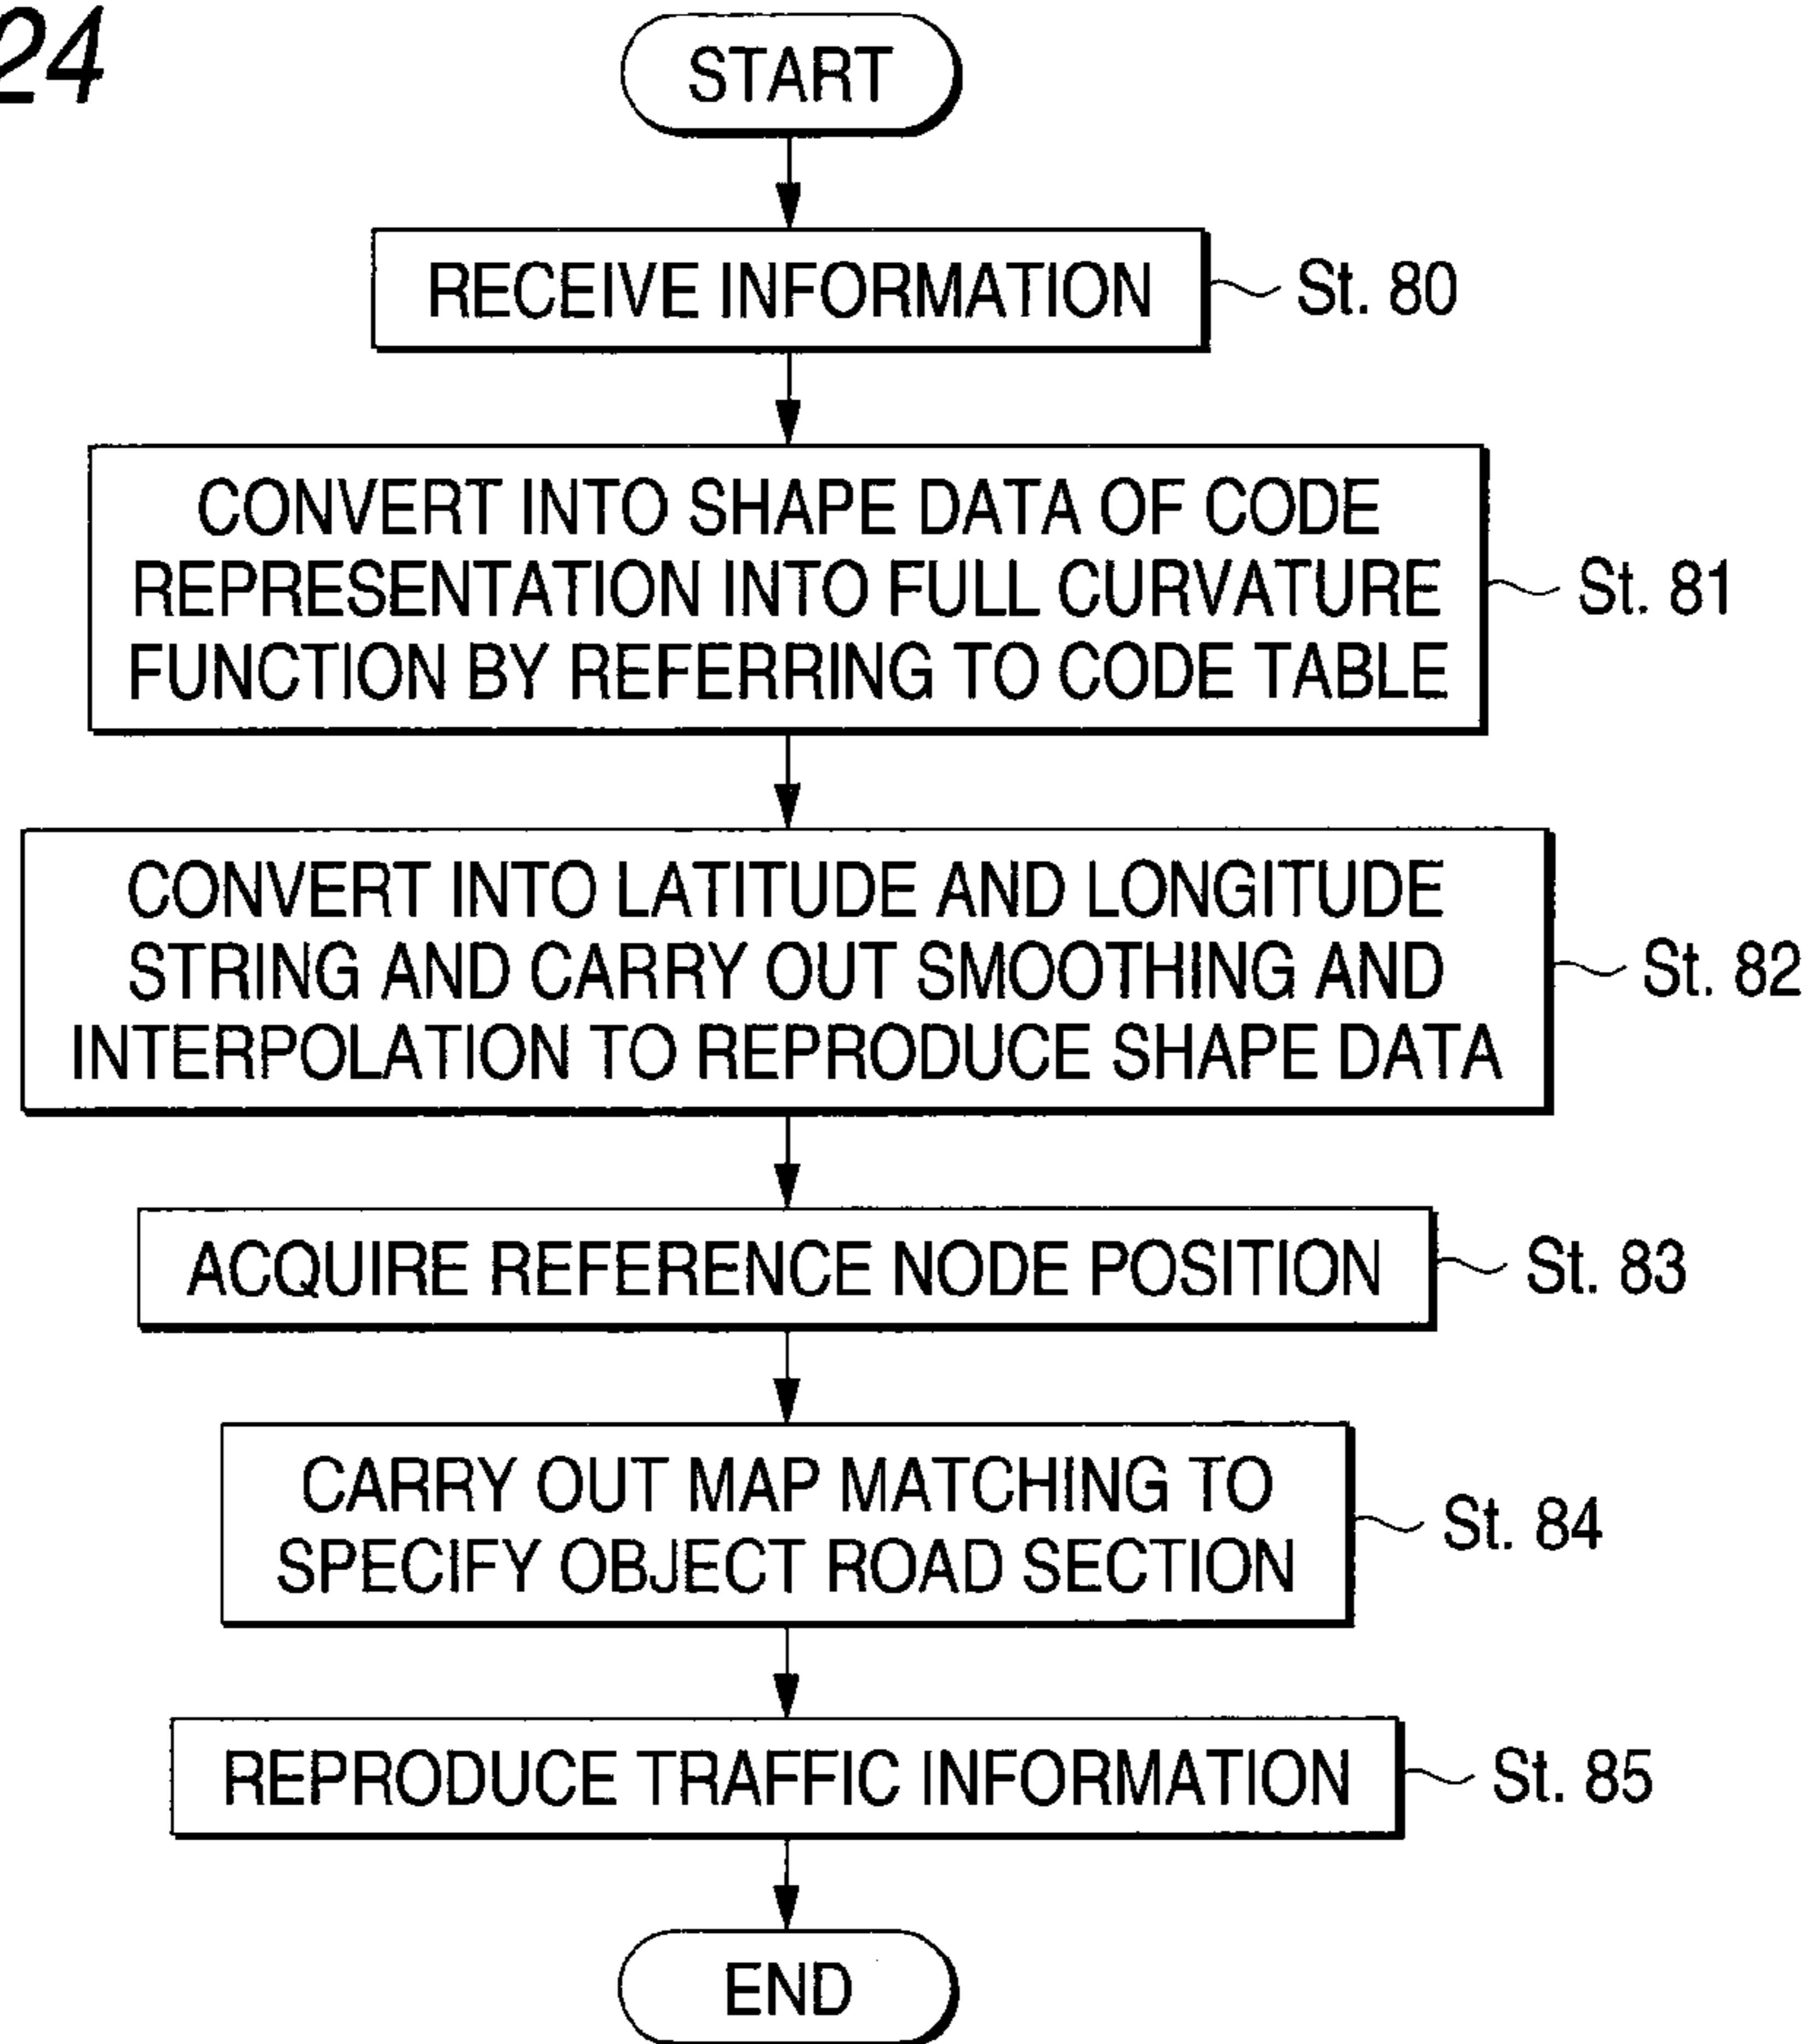 24
START
RECEIVE INFORMATION
St. 80
CONVERT INTO SHAPE DATA OF CODE
REPRESENTATION INTO FULL CURVATURE
FUNCTION BY REFERRING TO CODE TABLE
St. 81
CONVERT INTO LATITUDE AND LONGITUDE
STRING AND CARRY OUT SMOOTHING AND
INTERPOLATION TO REPRODUCE SHAPE DATA
St. 82
ACQUIRE REFERENCE NODE POSITION
St. 83
CARRY OUT MAP MATCHING TO
SPECIFY OBJECT ROAD SECTION
St. 84
REPRODUCE TRAFFIC INFORMATION
St. 85
END